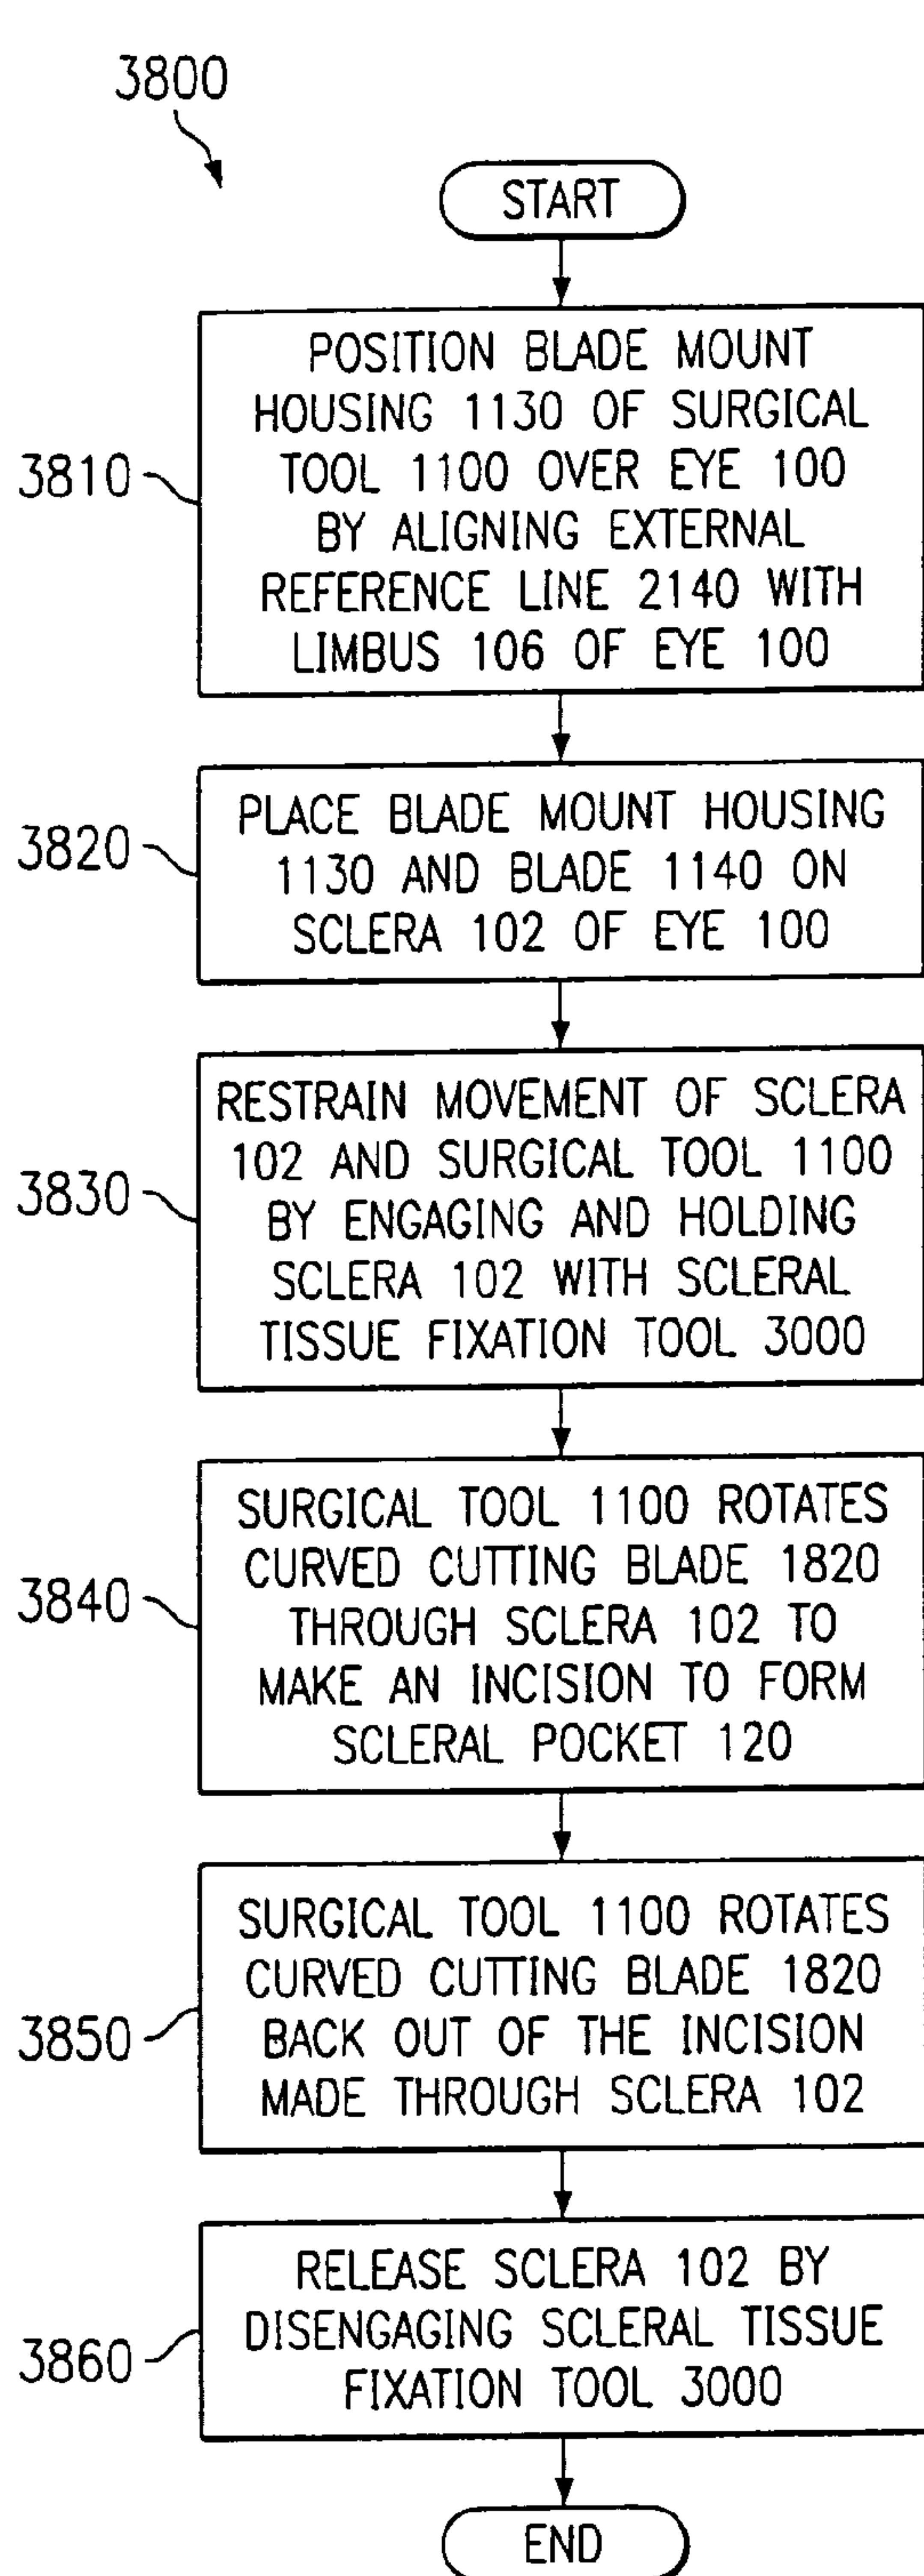 3800
START
3810
POSITION BLADE MOUNT
HOUSING 1130 OF SURGICAL
TOOL 1100 OVER EYE 100
BY ALIGNING EXTERNAL
REFERENCE LINE 2140 WITH
LIMBUS 106 OF EYE 100
3820
PLACE BLADE MOUNT HOUSING
1130 AND BLADE 1140 ON
SCLERA 102 OF EYE 100
3830
RESTRAIN MOVEMENT OF SCLERA
102 AND SURGICAL TOOL 1100
BY ENGAGING AND HOLDING
SCLERA 102 WITH SCLERAL
TISSUE FIXATION TOOL 3000
3840
SURGICAL TOOL 1100 ROTATES
CURVED CUTTING BLADE 1820
THROUGH SCLERA 102 TO
MAKE AN INCISION TO FORM
SCLERAL POCKET 120
3850
SURGICAL TOOL 1100 ROTATES
CURVED CUTTING BLADE 1820
BACK OUT OF THE INCISION
MADE THROUGH SCLERA 102
3860
RELEASE SCLERA 102 BY
DISENGAGING SCLERAL TISSUE
FIXATION TOOL 3000
END